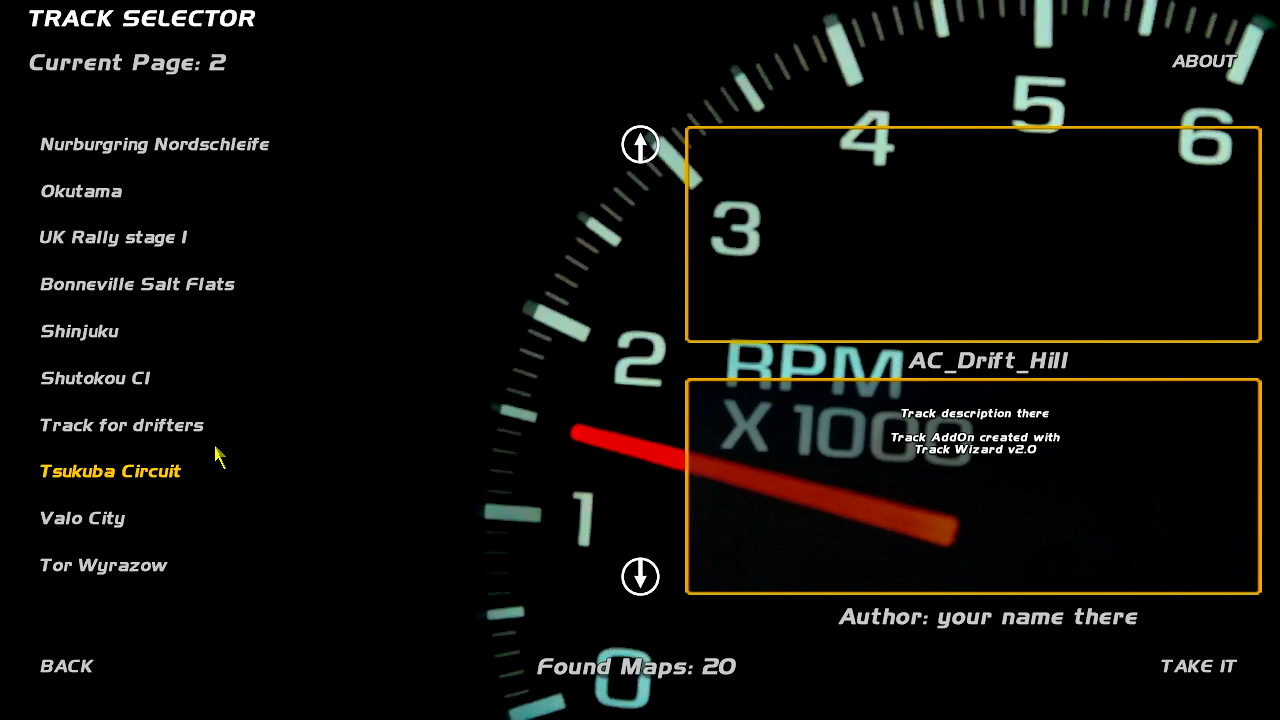 TRACK SELECTOR
Current Page: 2
ABOUT
Nurburgring Nordschleife
Okutama
UK Rally stage I
Bonneville Salt Flats
Shinjuku
Shutokou C1
Track for drifters
Tsukuba Circuit
Valo City
Tor Wyrazow
BACK
Found Maps: 20
AC_Drift_Hill
Track description there
Track AddOn created with
Track Wizard v2.0
Author: your name there
TAKE IT
0
1
2
3
4
5
6
RPM
X 1000